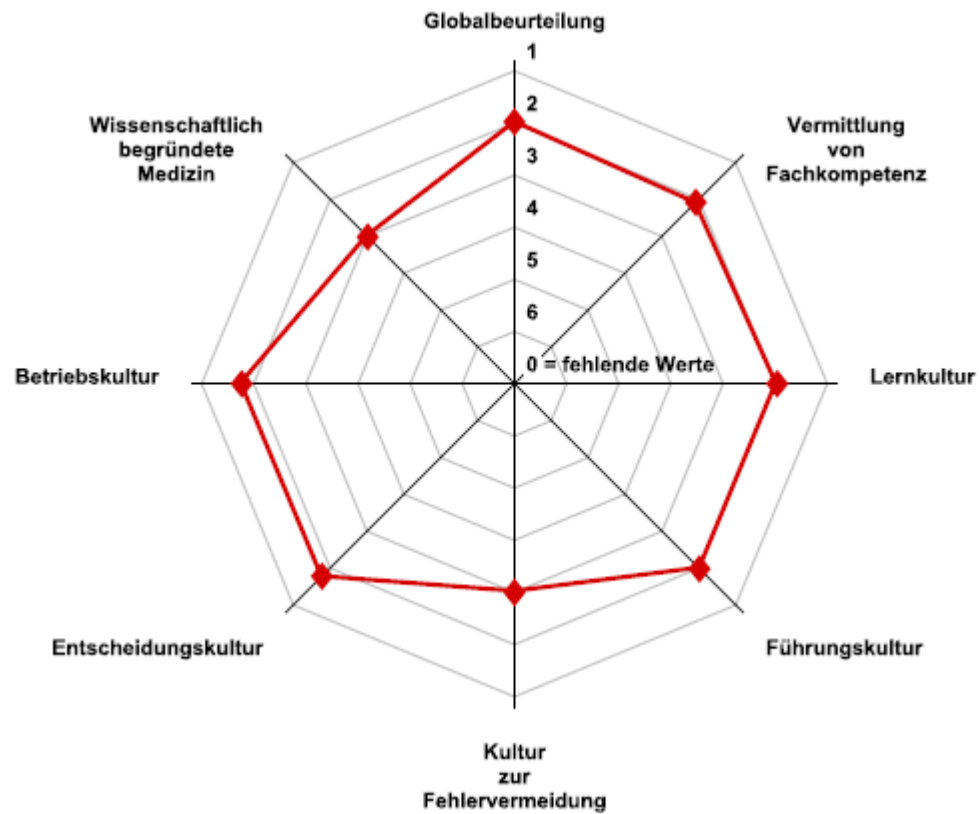 Globalbeurteilung
1
2
3
4
5
6
0 = fehlende Werte
Vermittlung
von
Fachkompetenz
Lernkultur
Führungskultur
Kultur
zur
Fehlervermeidung
Entscheidungskultur
Betriebskultur
Wissenschaftlich
begründete
Medizin